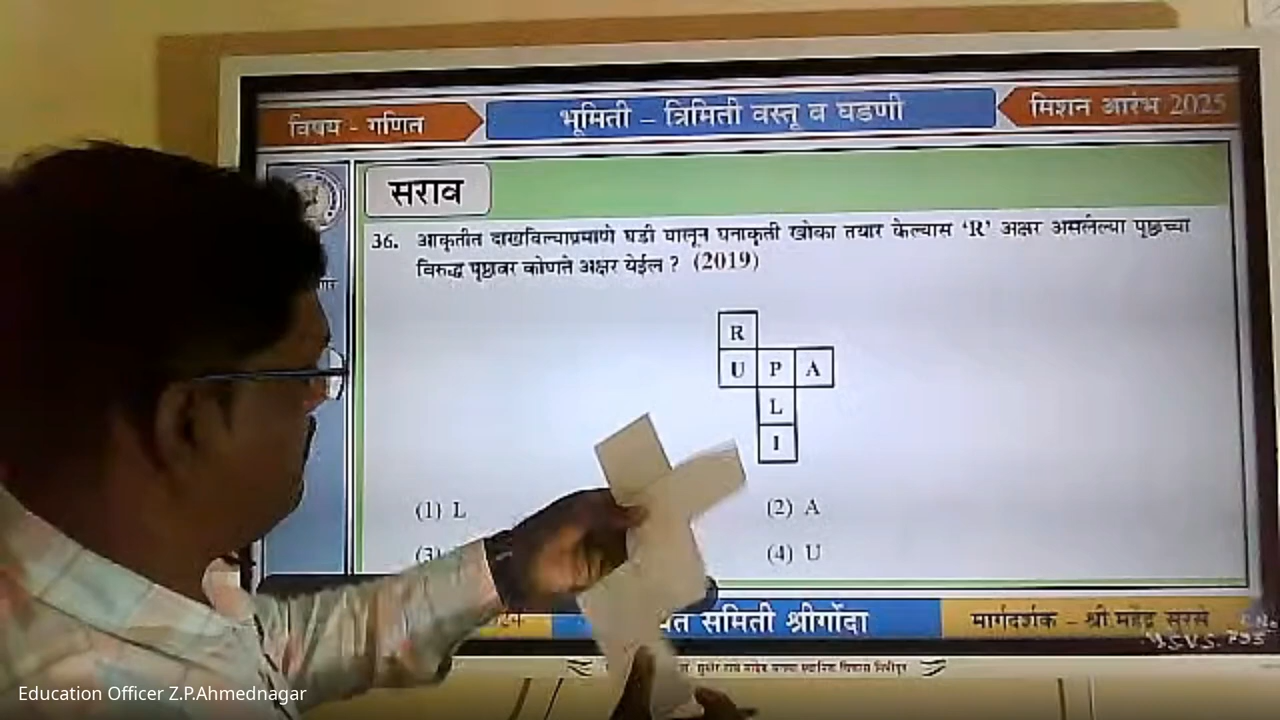 विषय - गणित
भूमिती – त्रिमिती वस्तू व घडणी
मिशन आरंभ 2025
सराव
36. आकृतीत दाखविल्याप्रमाणे घडी घालून घनाकृती खोका तयार केल्यास ‘R’ अक्षर असलेल्या पृष्ठाच्या
विरुद्ध पृष्ठावर कोणते अक्षर येईल ? (2019)
R
U P A
L
I
(1) L (2) A
(3) (4) U
समिती श्रीगोंदा
मार्गदर्शक – श्री महेंद्र सरसे
Education Officer Z.P.Ahmednagar